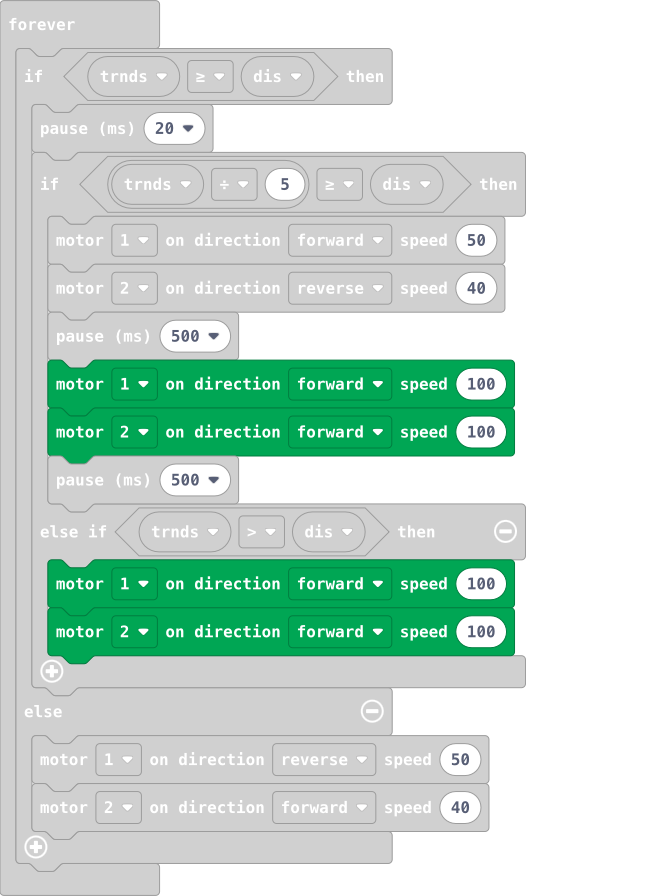 forever
if trnds ≥ dis then
pause (ms) 20
if trnds ÷ 5 ≥ dis then
motor 1 on direction forward speed 50
motor 2 on direction reverse speed 40
pause (ms) 500
motor 1 on direction forward speed 100
motor 2 on direction forward speed 100
pause (ms) 500
else if trnds > dis then
motor 1 on direction forward speed 100
motor 2 on direction forward speed 100
else
motor 1 on direction reverse speed 50
motor 2 on direction forward speed 40